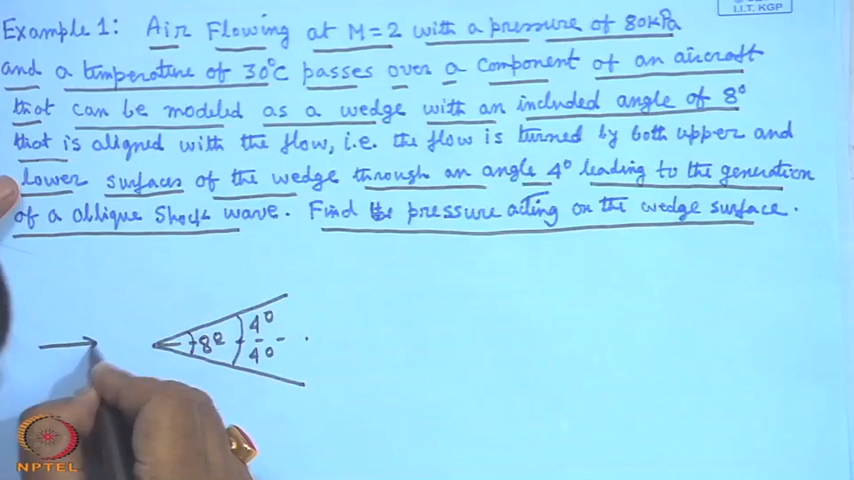 I.I.T. KGP
Example 1: Air Flowing at M=2 with a pressure of 80kPa
and a temperature of 30°C passes over a component of an aircraft
that can be modeled as a wedge with an included angle of 8°
that is aligned with the flow, i.e. the flow is turned by both upper and
lower surfaces of the wedge through an angle 4° leading to the generation
of a oblique shock wave. Find the pressure acting on the wedge surface.
4°
8°
4°
NPTEL